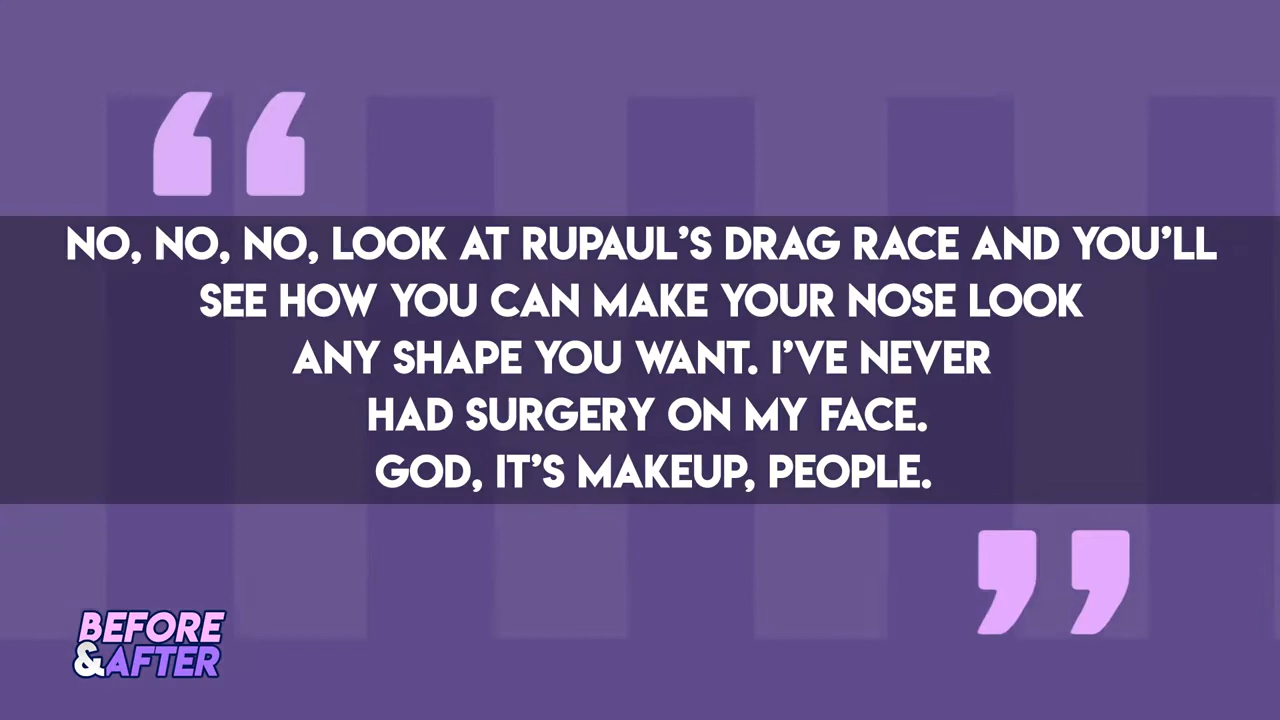 NO, NO, NO, LOOK AT RUPAUL'S DRAG RACE AND YOU'LL
SEE HOW YOU CAN MAKE YOUR NOSE LOOK
ANY SHAPE YOU WANT. I'VE NEVER
HAD SURGERY ON MY FACE.
GOD, IT'S MAKEUP, PEOPLE.
BEFORE
&AFTER